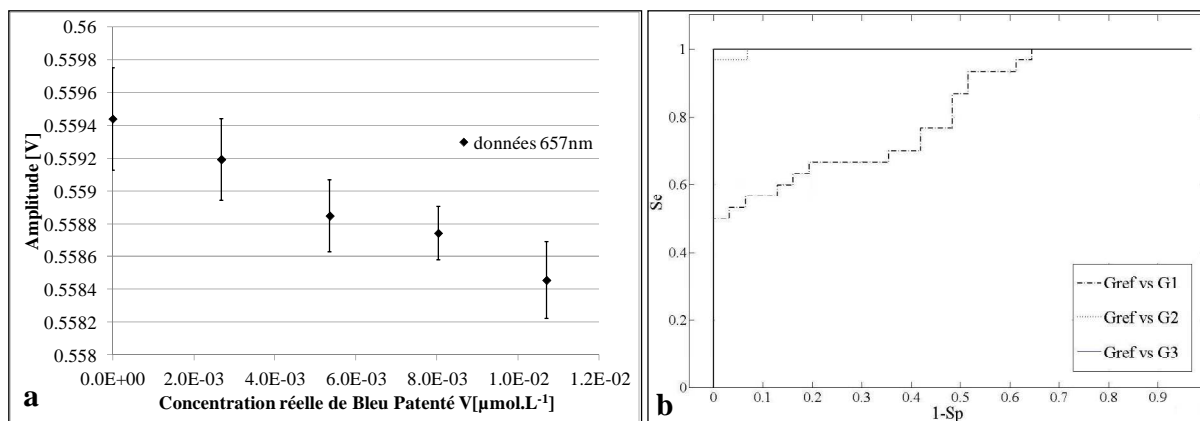 0.56
0.5598
0.5596
0.5594
0.5592
0.559
0.5588
0.5586
0.5584
0.5582
0.558
Amplitude [V]
données 657nm
0.0E+00 2.0E-03 4.0E-03 6.0E-03 8.0E-03 1.0E-02 1.2E-02
Concentration réelle de Bleu Patenté V[µmol.L-1]
a
1
0.8
0.6
0.4
0.2
0
Se
Gref vs G1
Gref vs G2
Gref vs G3
0 0.1 0.2 0.3 0.4 0.5 0.6 0.7 0.8 0.9
1-Sp
b